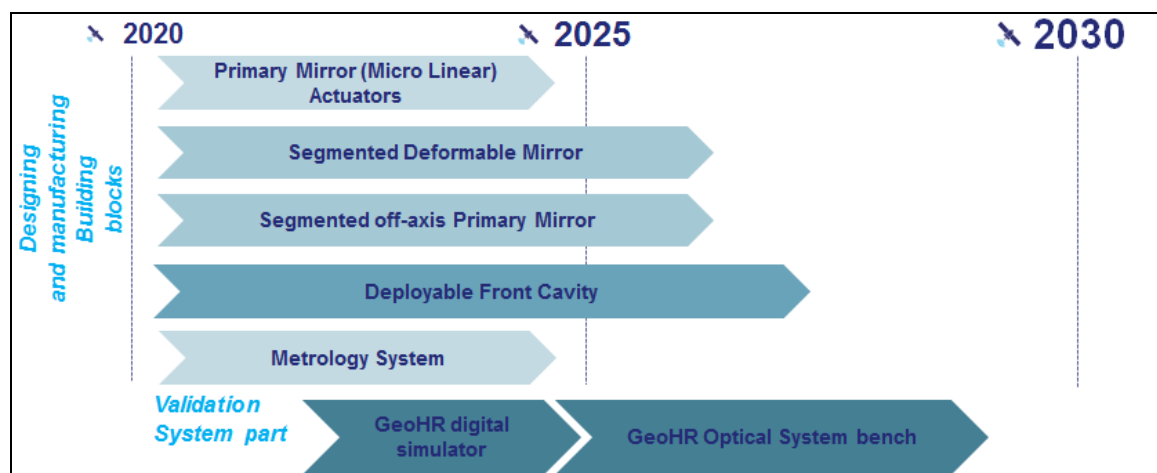 2020
2025
2030
Designing
and manufacturing
Building
blocks
Primary Mirror (Micro Linear)
Actuators
Segmented Deformable Mirror
Segmented off-axis Primary Mirror
Deployable Front Cavity
Metrology System
Validation
System part
GeoHR digital
simulator
GeoHR Optical System bench